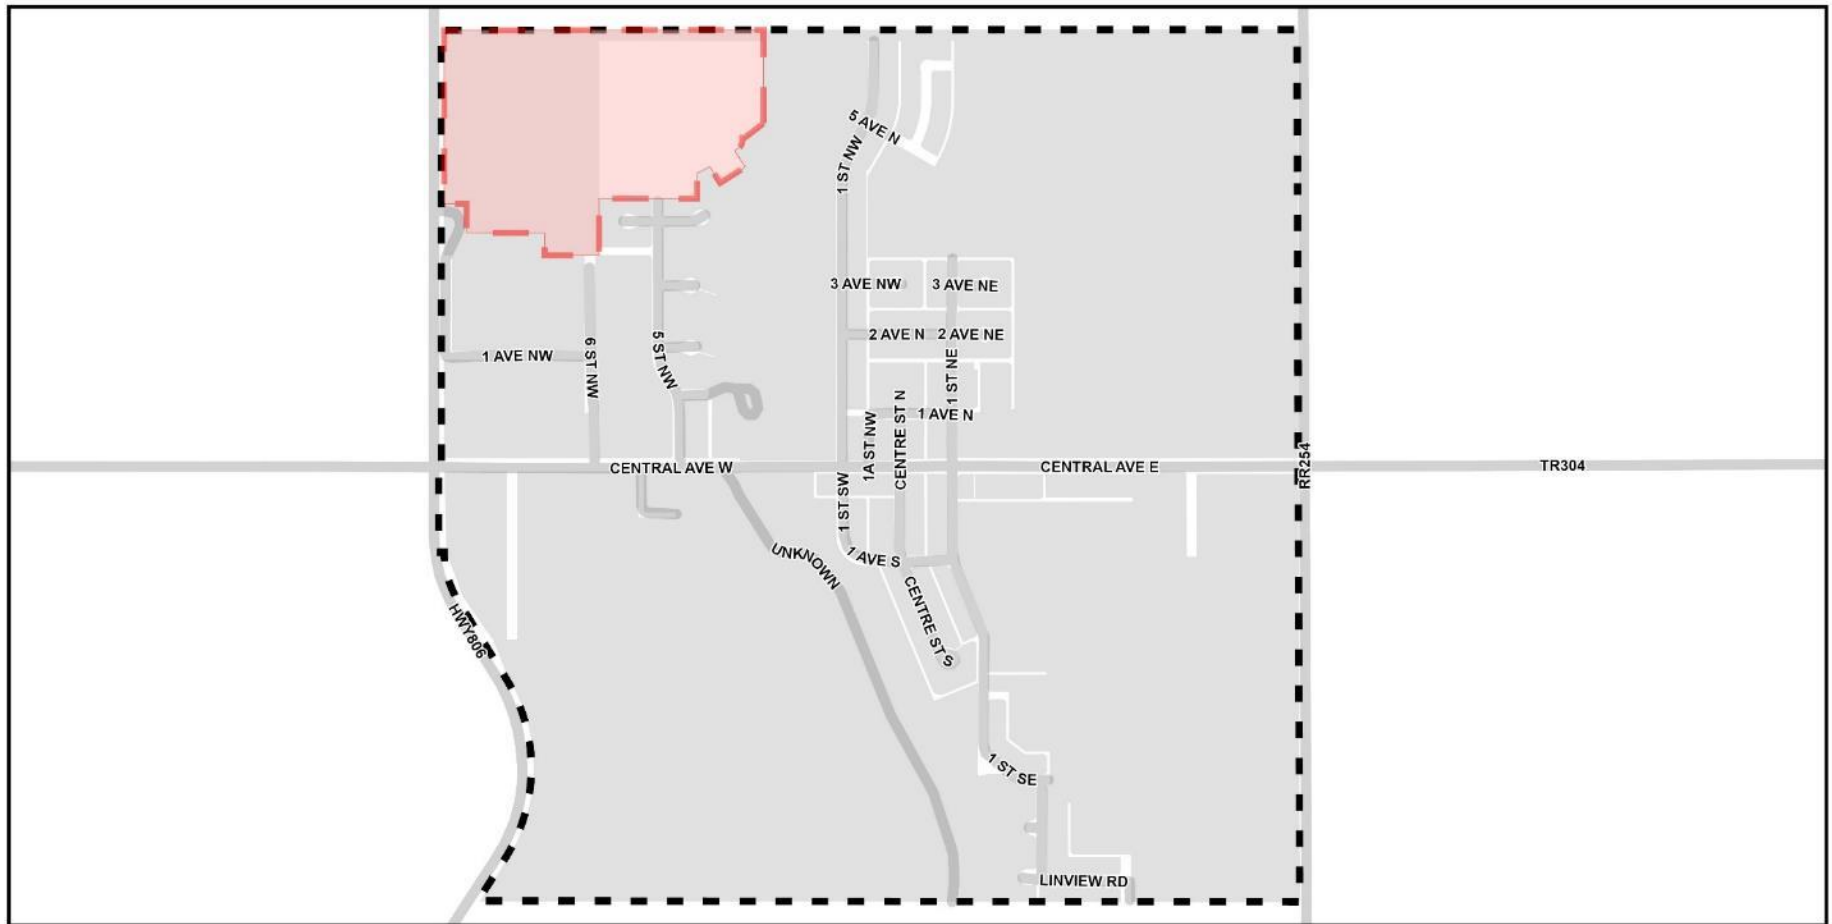 5 AVE N
1 ST NW
3 AVE NW
3 AVE NE
2 AVE N
2 AVE NE
1 AVE NW
6 ST NW
5 ST NW
1 ST NE
1 AVE N
1A ST NW
CENTRE ST N
CENTRAL AVE W
CENTRAL AVE E
RR254
TR304
1 ST SW
UNKNOWN
1 AVE S
CENTRE ST S
HWY806
1 ST SE
LINVIEW RD